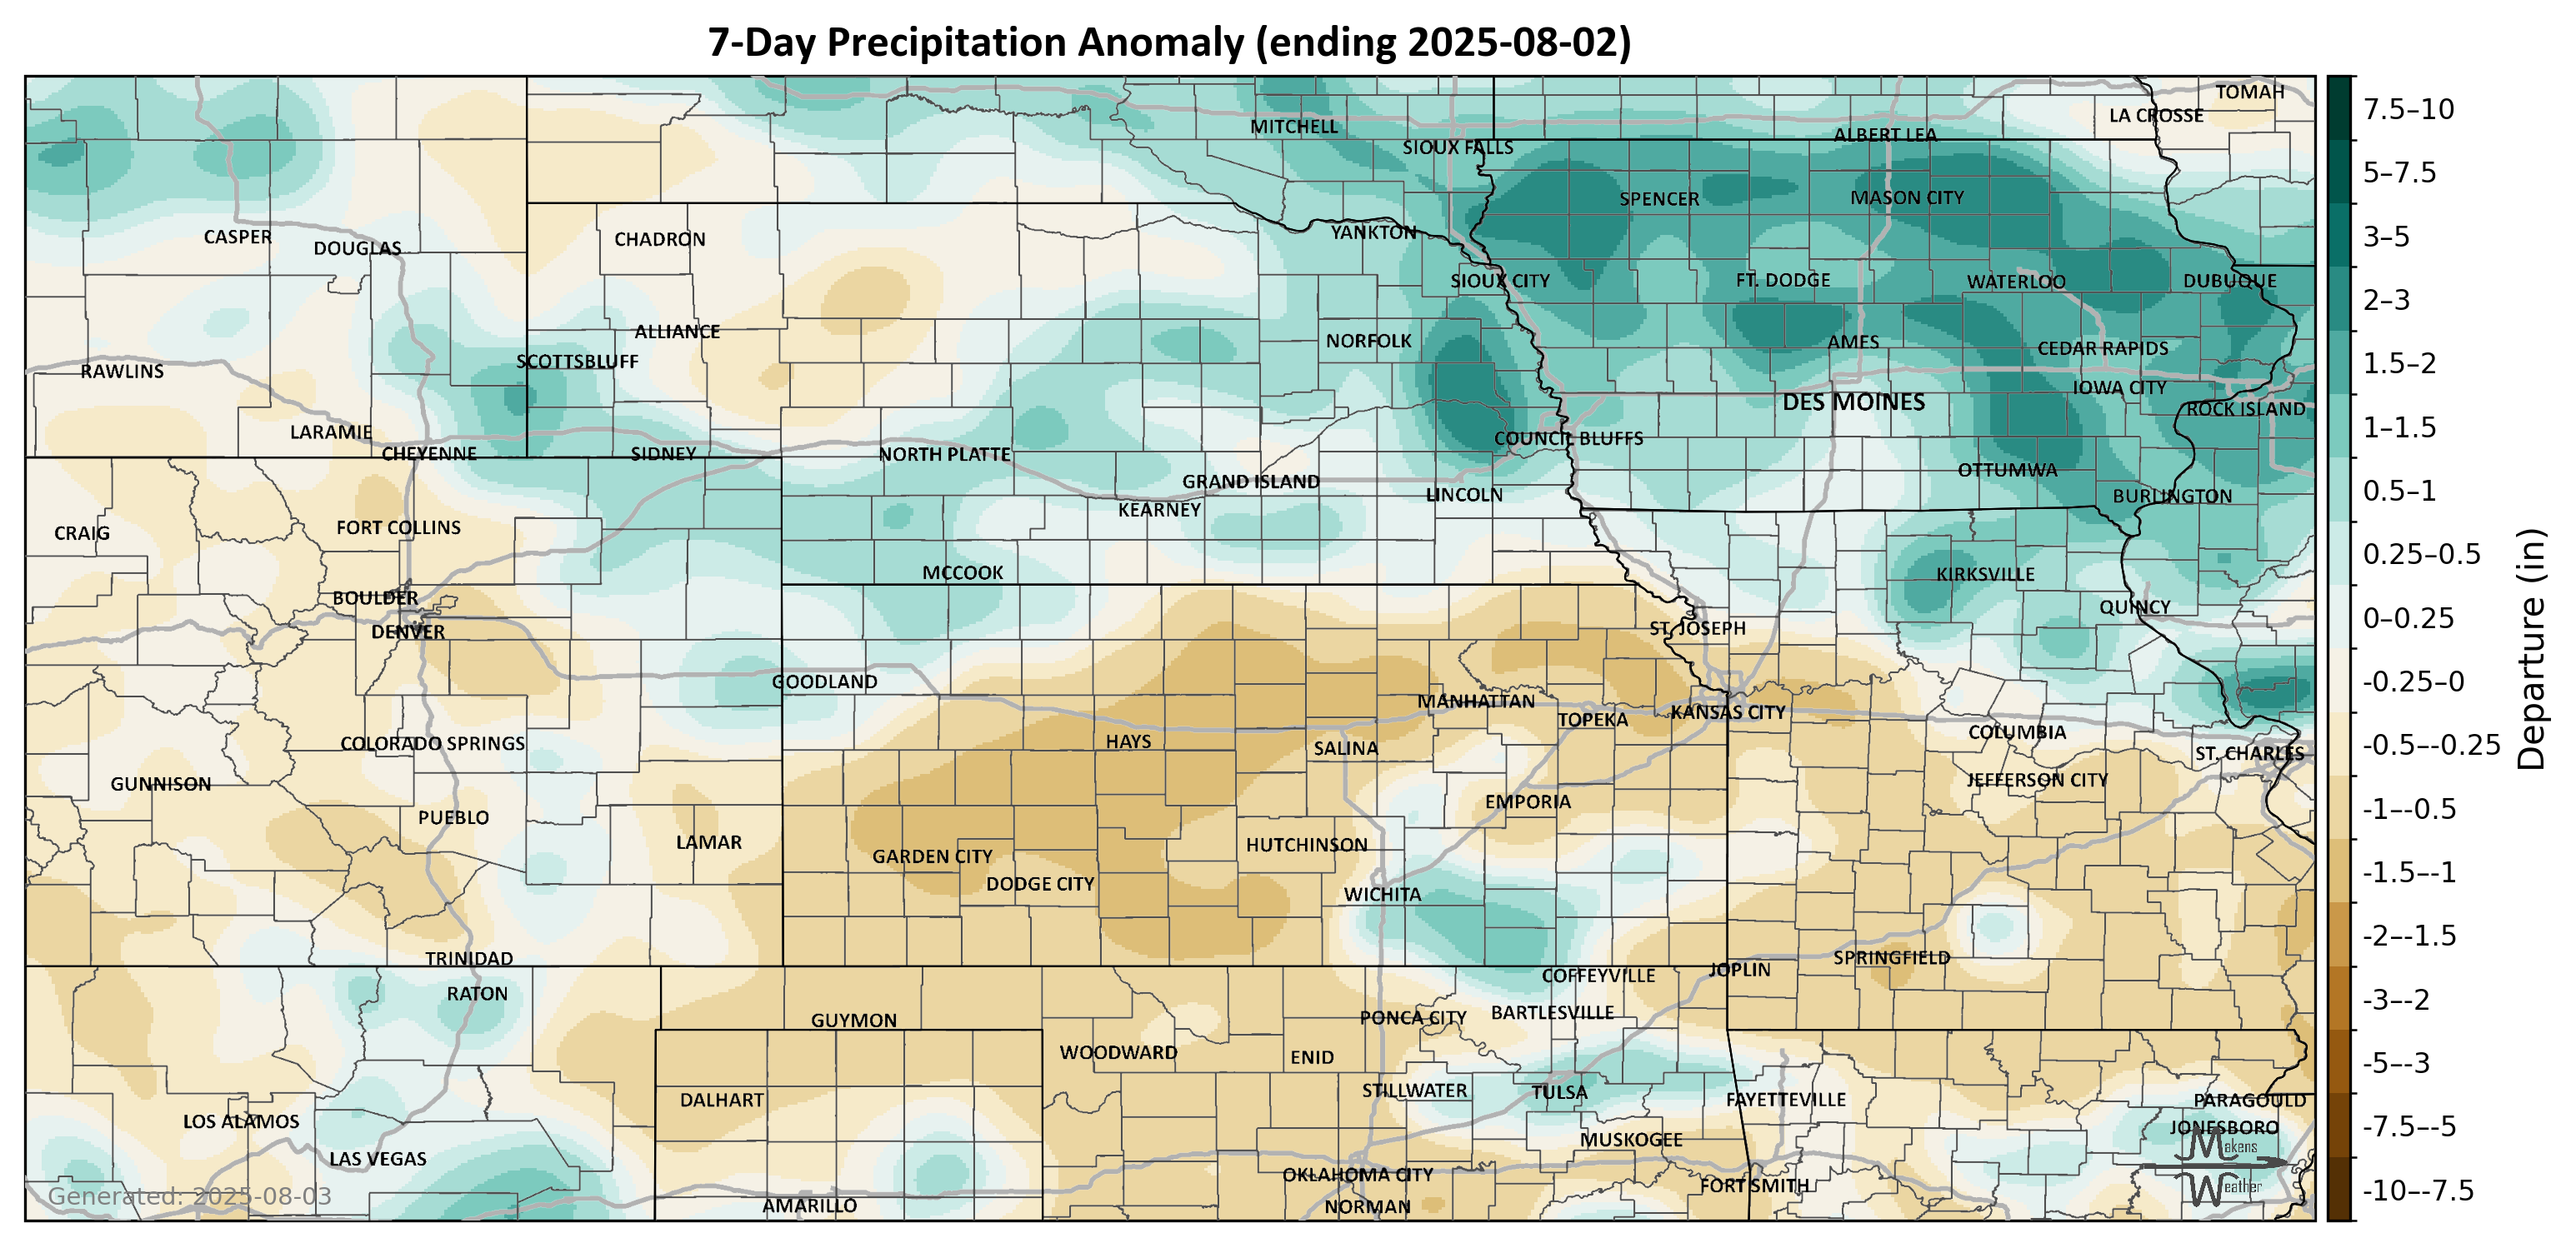 7-Day Precipitation Anomaly (ending 2025-08-02)
TOMAH
LA CROSSE
MITCHELL
ALBERT LEA
SIOUX FALLS
SPENCER
MASON CITY
CASPER
DOUGLAS
CHADRON
YANKTON
SIOUX CITY
FT. DODGE
WATERLOO
DUBUQUE
ALLIANCE
NORFOLK
AMES
CEDAR RAPIDS
SCOTTSBLUFF
RAWLINS
IOWA CITY
DES MOINES
ROCK ISLAND
LARAMIE
COUNCIL BLUFFS
CHEYENNE
SIDNEY
NORTH PLATTE
OTTUMWA
GRAND ISLAND
LINCOLN
BURLINGTON
KEARNEY
CRAIG
FORT COLLINS
MCCOOK
KIRKSVILLE
BOULDER
QUINCY
DENVER
ST. JOSEPH
GOODLAND
MANHATTAN
TOPEKA
KANSAS CITY
COLUMBIA
COLORADO SPRINGS
HAYS
SALINA
ST. CHARLES
GUNNISON
JEFFERSON CITY
EMPORIA
PUEBLO
LAMAR
HUTCHINSON
GARDEN CITY
DODGE CITY
WICHITA
TRINIDAD
SPRINGFIELD
JOPLIN
COFFEYVILLE
RATON
BARTLESVILLE
PONCA CITY
GUYMON
WOODWARD
ENID
STILLWATER
TULSA
DALHART
FAYETTEVILLE
PARAGOULD
LOS ALAMOS
JONESBORO
MUSKOGEE
LAS VEGAS
OKLAHOMA CITY
FORT SMITH
AMARILLO
NORMAN
Generated: 2025-08-03
Makens
Weather
7.5–10
5–7.5
3–5
2–3
1.5–2
1–1.5
0.5–1
0.25–0.5
0–0.25
-0.25–0
-0.5–-0.25
-1–-0.5
-1.5–-1
-2–-1.5
-3–-2
-5–-3
-7.5–-5
-10–-7.5
Departure (in)